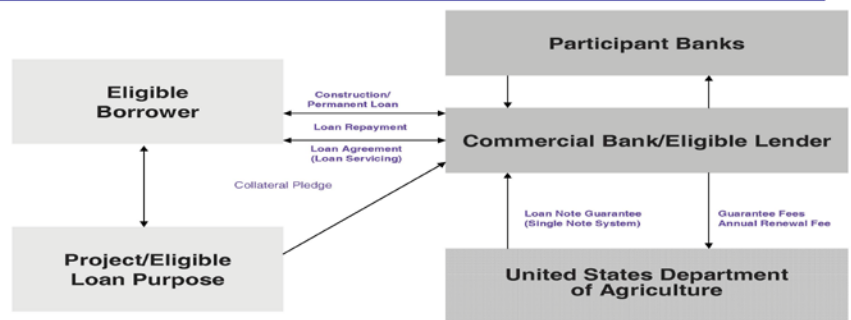 Participant Banks
Eligible
Borrower
Construction/
Permanent Loan
Loan Repayment
Loan Agreement
(Loan Servicing)
Commercial Bank/Eligible Lender
Collateral Pledge
Loan Note Guarantee
(Single Note System)
Guarantee Fees
Annual Renewal Fee
Project/Eligible
Loan Purpose
United States Department
of Agriculture